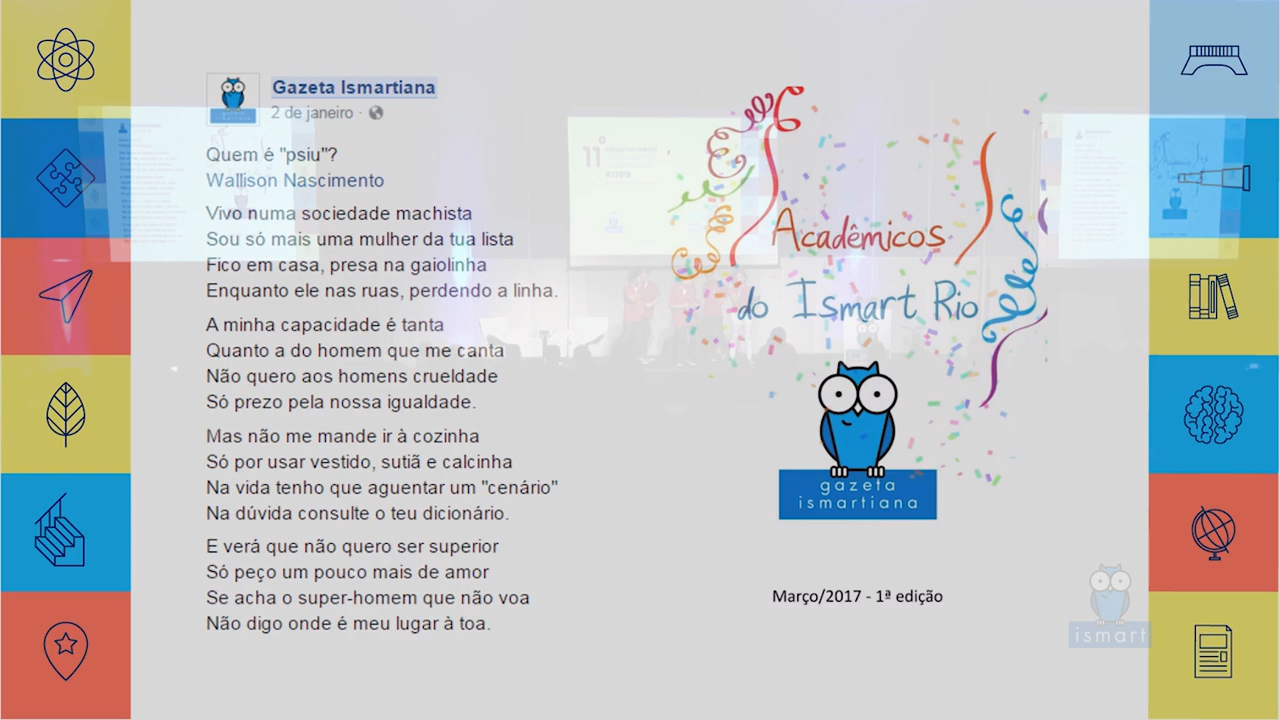 Gazeta Ismartiana
2 de janeiro ·
Quem é "psiu"?
Wallison Nascimento
Vivo numa sociedade machista
Sou só mais uma mulher da tua lista
Fico em casa, presa na gaiolinha
Enquanto ele nas ruas, perdendo a linha.
A minha capacidade é tanta
Quanto a do homem que me canta
Não quero aos homens crueldade
Só prezo pela nossa igualdade.
Mas não me mande ir à cozinha
Só por usar vestido, sutiã e calcinha
Na vida tenho que aguentar um "cenário"
Na dúvida consulte o teu dicionário.
E verá que não quero ser superior
Só peço um pouco mais de amor
Se acha o super-homem que não voa
Não digo onde é meu lugar à toa.
11º
Acadêmicos
do Ismart Rio
gazeta
ismartiana
Março/2017 - 1ª edição
ismart